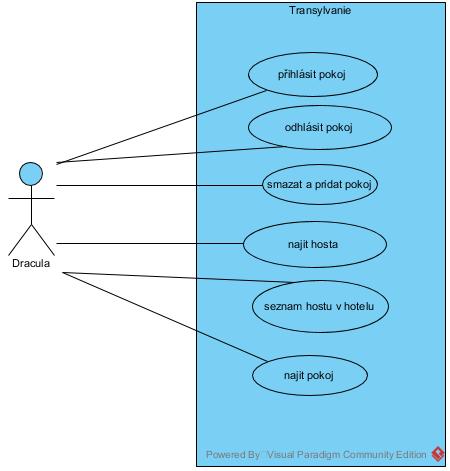 Transylvanie
přihlásit pokoj
odhlásit pokoj
smazat a pridat pokoj
najit hosta
Dracula
seznam hostu v hotelu
najit pokoj
Powered By Visual Paradigm Community Edition